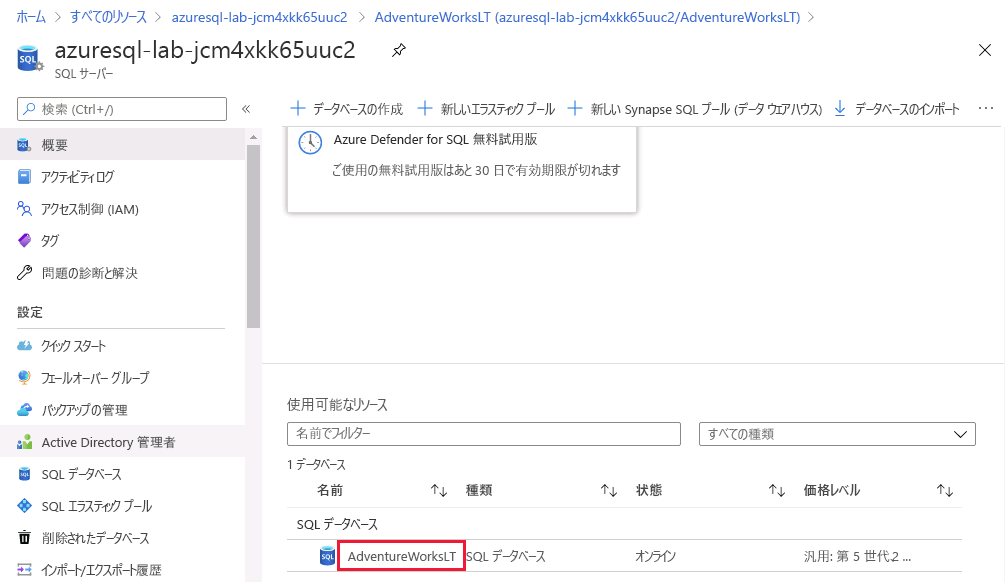 ホーム > すべてのリソース > azuresql-lab-jcm4xkk65uuc2 > AdventureWorksLT (azuresql-lab-jcm4xkk65uuc2/AdventureWorksLT) >
azuresql-lab-jcm4xkk65uuc2
SQL サーバー
検索 (Ctrl+/)
データベースの作成 新しいエラスティック プール 新しい Synapse SQL プール (データ ウェアハウス) データベースのインポート ...
概要
アクティビティ ログ
アクセス制御 (IAM)
タグ
問題の診断と解決
設定
クイック スタート
フェールオーバー グループ
バックアップの管理
Active Directory 管理者
SQL データベース
SQL エラスティック プール
削除されたデータベース
インポート/エクスポート履歴
Azure Defender for SQL 無料試用版
ご使用の無料試用版はあと 30 日で有効期限が切れます
使用可能なリソース
名前でフィルター すべての種類
1 データベース
名前 種類 状態 価格レベル
SQL データベース
AdventureWorksLT SQL データベース オンライン 汎用: 第 5 世代.2 ...